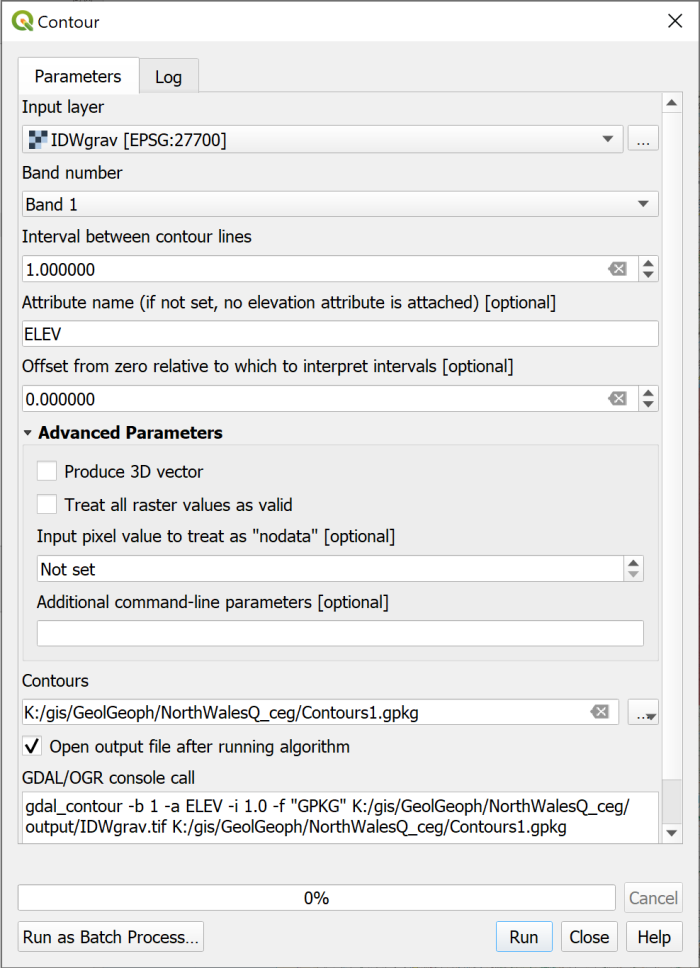 Contour
Parameters
Log
Input layer
IDWgrav [EPSG:27700]
...
Band number
Band 1
Interval between contour lines
1.000000
Attribute name (if not set, no elevation attribute is attached) [optional]
ELEV
Offset from zero relative to which to interpret intervals [optional]
0.000000
Advanced Parameters
Produce 3D vector
Treat all raster values as valid
Input pixel value to treat as "nodata" [optional]
Not set
Additional command-line parameters [optional]
Contours
K:/gis/GeolGeoph/NorthWalesQ_ceg/Contours1.gpkg
...
Open output file after running algorithm
GDAL/OGR console call
gdal_contour -b 1 -a ELEV -i 1.0 -f "GPKG" K:/gis/GeolGeoph/NorthWalesQ_ceg/
output/IDWgrav.tif K:/gis/GeolGeoph/NorthWalesQ_ceg/Contours1.gpkg
0%
Cancel
Run as Batch Process...
Run
Close
Help